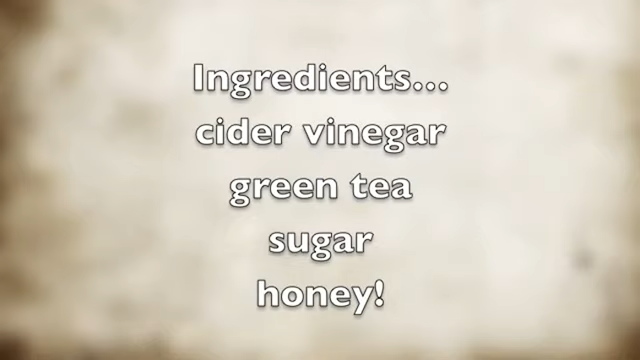 Ingredients...
cider vinegar
green tea
sugar
honey!